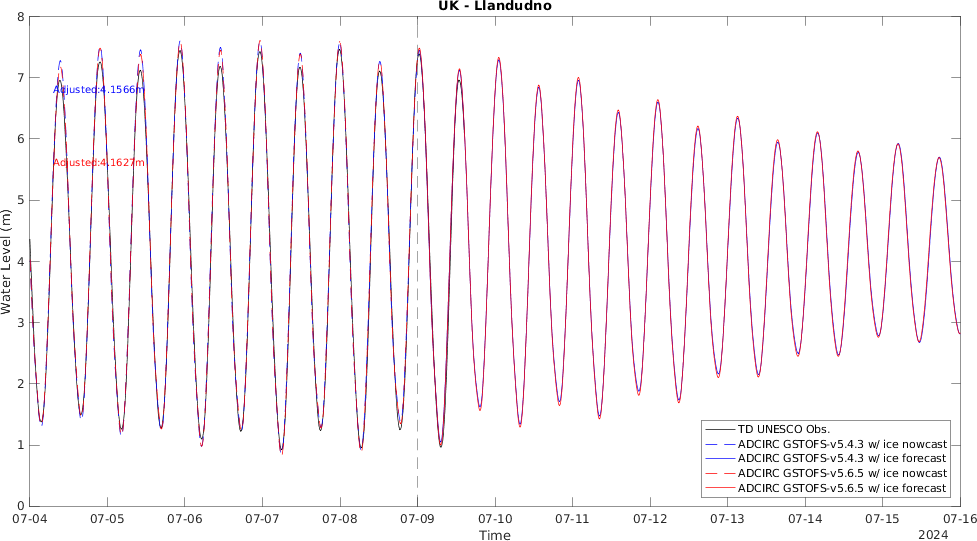 UK - Llandudno
8
7
6
5
4
3
2
1
0
Water Level (m)
Adjusted:4.1566m
Adjusted:4.1627m
TD UNESCO Obs.
ADCIRC GSTOFS-v5.4.3 w/ ice nowcast
ADCIRC GSTOFS-v5.4.3 w/ ice forecast
ADCIRC GSTOFS-v5.6.5 w/ ice nowcast
ADCIRC GSTOFS-v5.6.5 w/ ice forecast
07-04 07-05 07-06 07-07 07-08 07-09 07-10 07-11 07-12 07-13 07-14 07-15 07-16
Time
2024